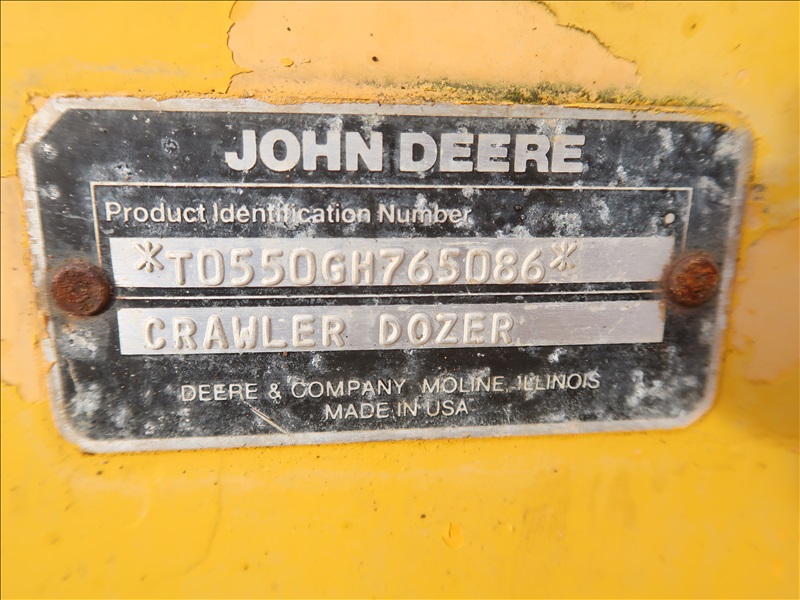 JOHN DEERE
Product Identification Number
*T0550GH765086*
CRAWLER DOZER
DEERE & COMPANY MOLINE, ILLINOIS
MADE IN USA